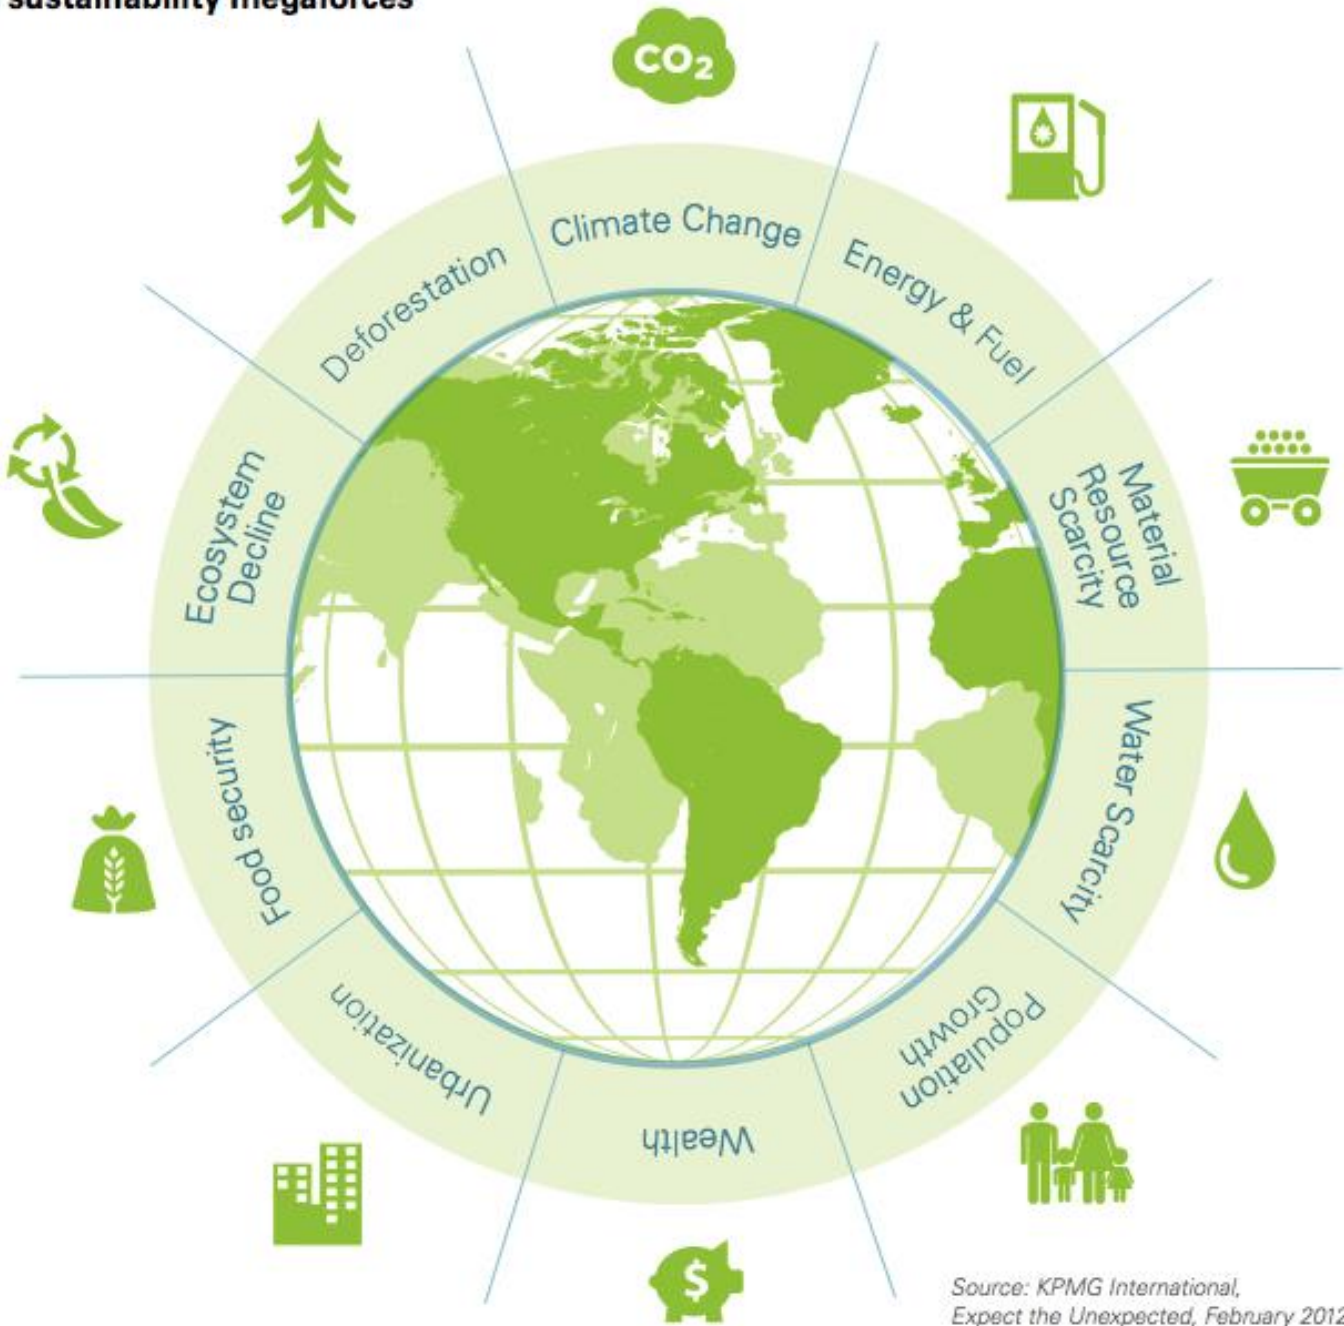 sustainability megaforces
CO₂
Climate Change
Energy & Fuel
Material
Resource
Scarcity
Water Scarcity
Population
Growth
Wealth
Urbanization
Food security
Ecosystem
Decline
Deforestation
$
Source: KPMG International,
Expect the Unexpected, February 2012